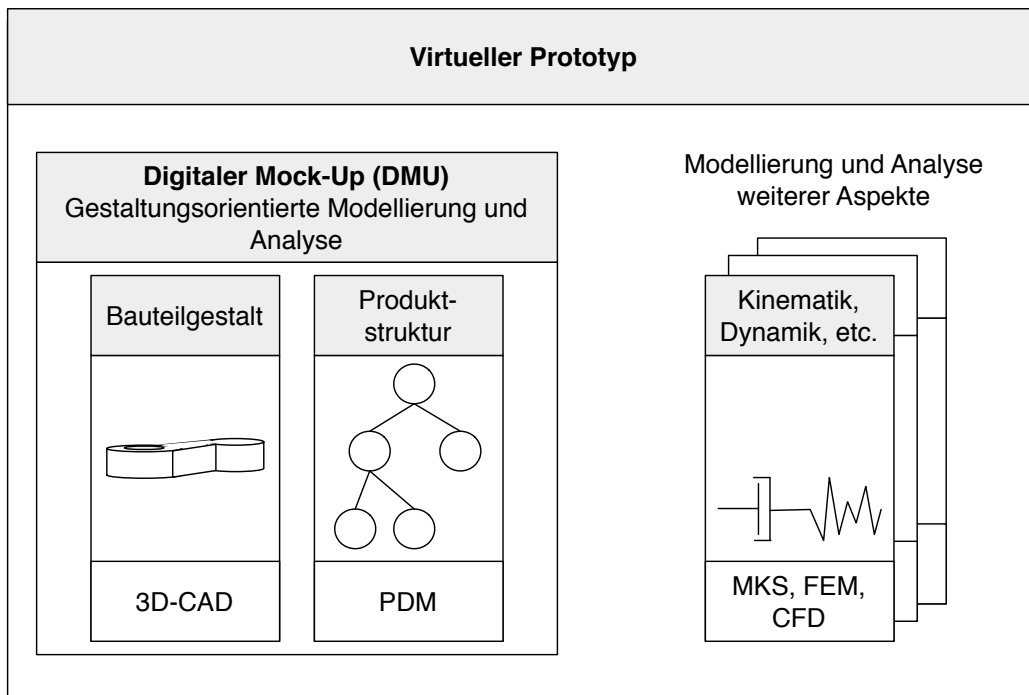 Virtueller Prototyp
Digitaler Mock-Up (DMU)
Gestaltungsorientierte Modellierung und
Analyse
Bauteilgestalt
3D-CAD
Produkt-
struktur
PDM
Modellierung und Analyse
weiterer Aspekte
Kinematik,
Dynamik, etc.
MKS, FEM,
CFD